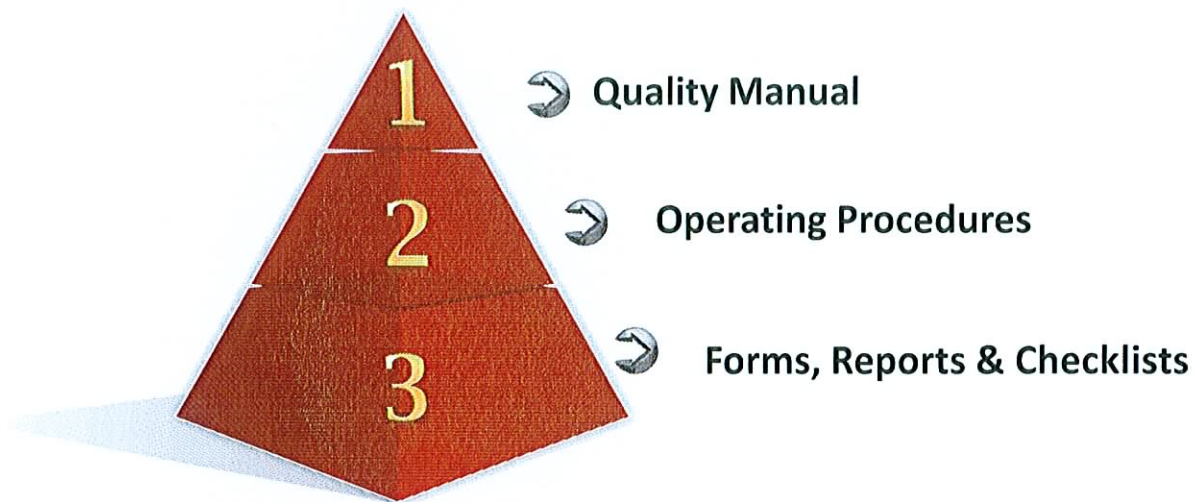 1
Quality Manual
2
Operating Procedures
3
Forms, Reports & Checklists